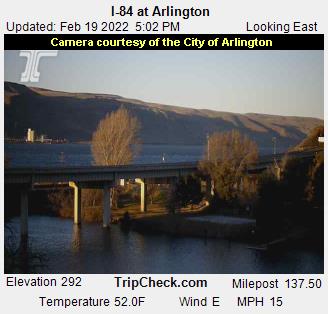 I-84 at Arlington
Updated: Feb 19 2022 5:02 PM Looking East
Camera courtesy of the City of Arlington
Elevation 292 TripCheck.com Milepost 137.50
Temperature 52.0F Wind E MPH 15